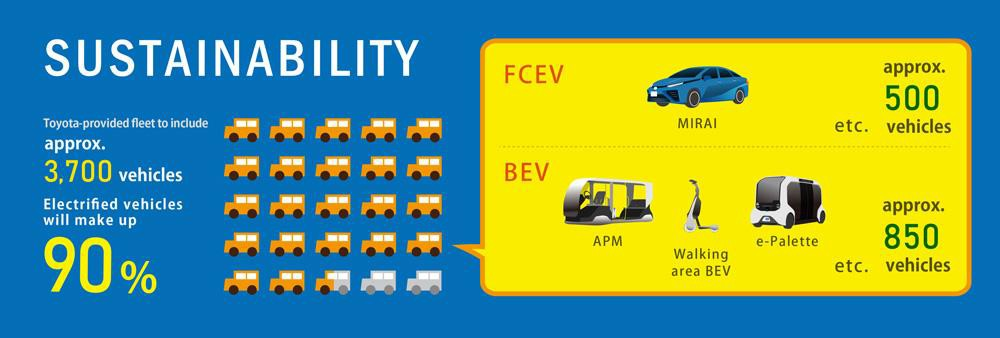 SUSTAINABILITY
Toyota-provided fleet to include
approx.
3,700 vehicles
Electrified vehicles
will make up
90%
FCEV
MIRAI
etc.
approx.
500
vehicles
BEV
APM
Walking
area BEV
e-Palette
etc.
approx.
850
vehicles